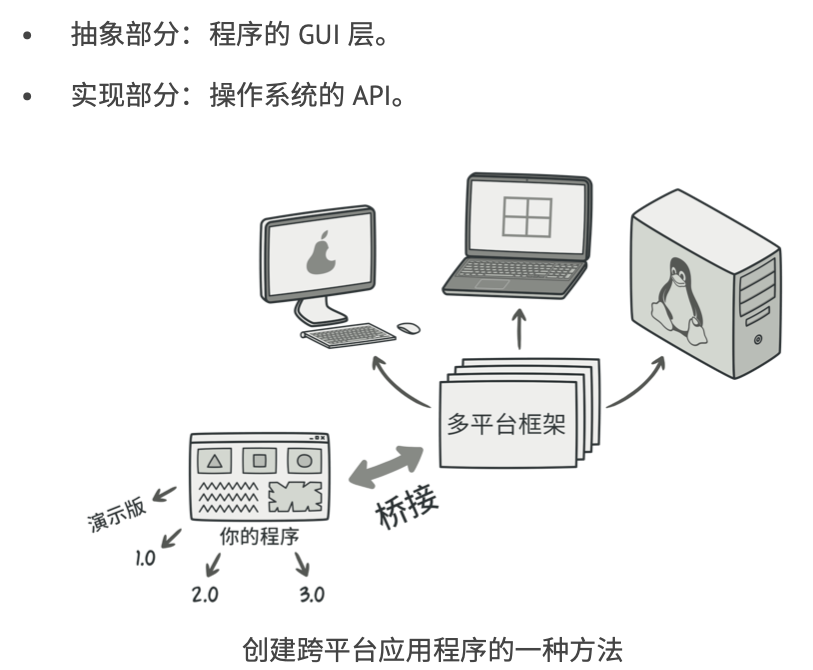 • 抽象部分：程序的 GUI 层。
• 实现部分：操作系统的 API。
多平台框架
桥接
你的程序
演示版
1.0
2.0
3.0
创建跨平台应用程序的一种方法